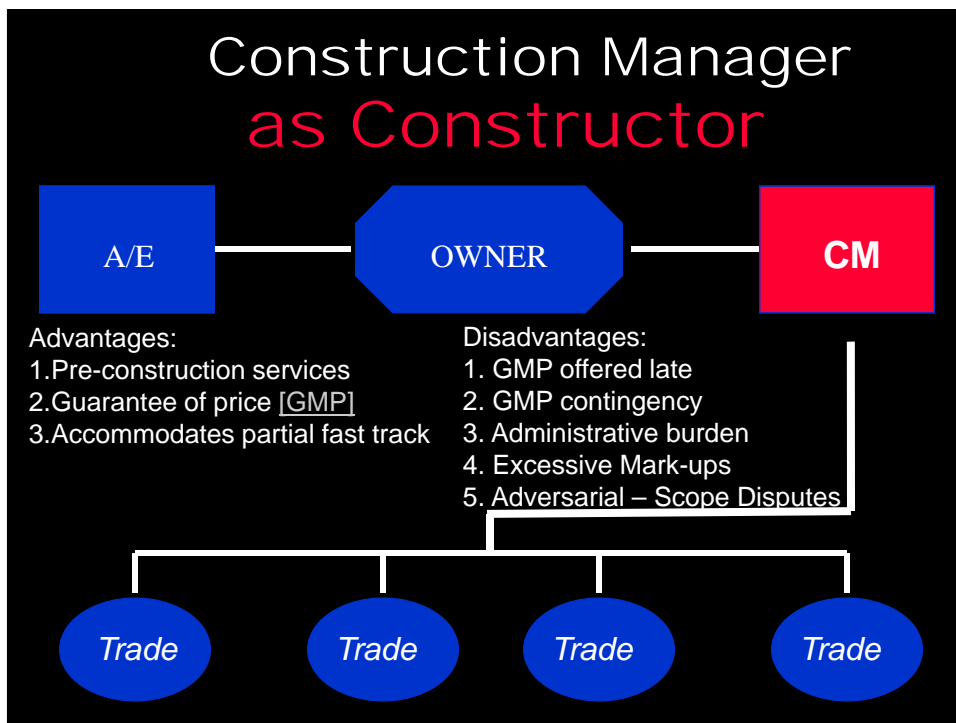 Construction Manager
as Constructor
A/E
OWNER
CM
Advantages:
1.Pre-construction services
2.Guarantee of price [GMP]
3.Accommodates partial fast track
Disadvantages:
1. GMP offered late
2. GMP contingency
3. Administrative burden
4. Excessive Mark-ups
5. Adversarial – Scope Disputes
Trade
Trade
Trade
Trade